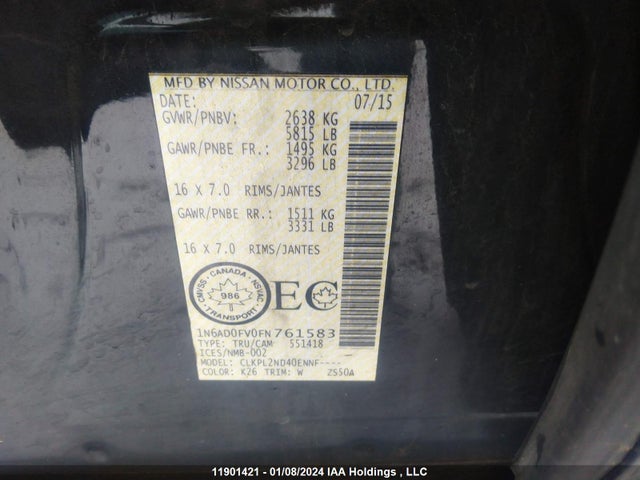 MFD BY NISSAN MOTOR CO., LTD.
DATE: 07/15
GVWR/PNBV: 2638 KG
5815 LB
GAWR/PNBE FR.: 1495 KG
3296 LB
16 X 7.0 RIMS/JANTES
GAWR/PNBE RR.: 1511 KG
3331 LB
16 X 7.0 RIMS/JANTES
CMVSS - CANADA - NSVAC
986
TRANSPORT
EC
1N6AD0FV0FN761583
TYPE: TRU/CAM 551418
ICES/NMB-002
MODEL: CLKPL2ND40ENNF----
COLOR: K26 TRIM: W ZS50A
11901421 - 01/08/2024 IAA Holdings , LLC